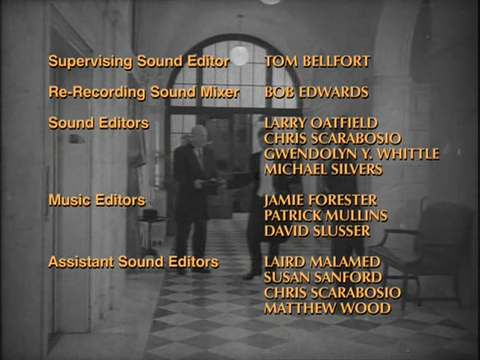 Supervising Sound Editor TOM BELLFORT
Re-Recording Sound Mixer BOB EDWARDS
Sound Editors LARRY OATFIELD
CHRIS SCARABOSIO
GWENDOLYN Y. WHITTLE
MICHAEL SILVERS
Music Editors JAMIE FORESTER
PATRICK MULLINS
DAVID SLUSSER
Assistant Sound Editors LAIRD MALAMED
SUSAN SANFORD
CHRIS SCARABOSIO
MATTHEW WOOD